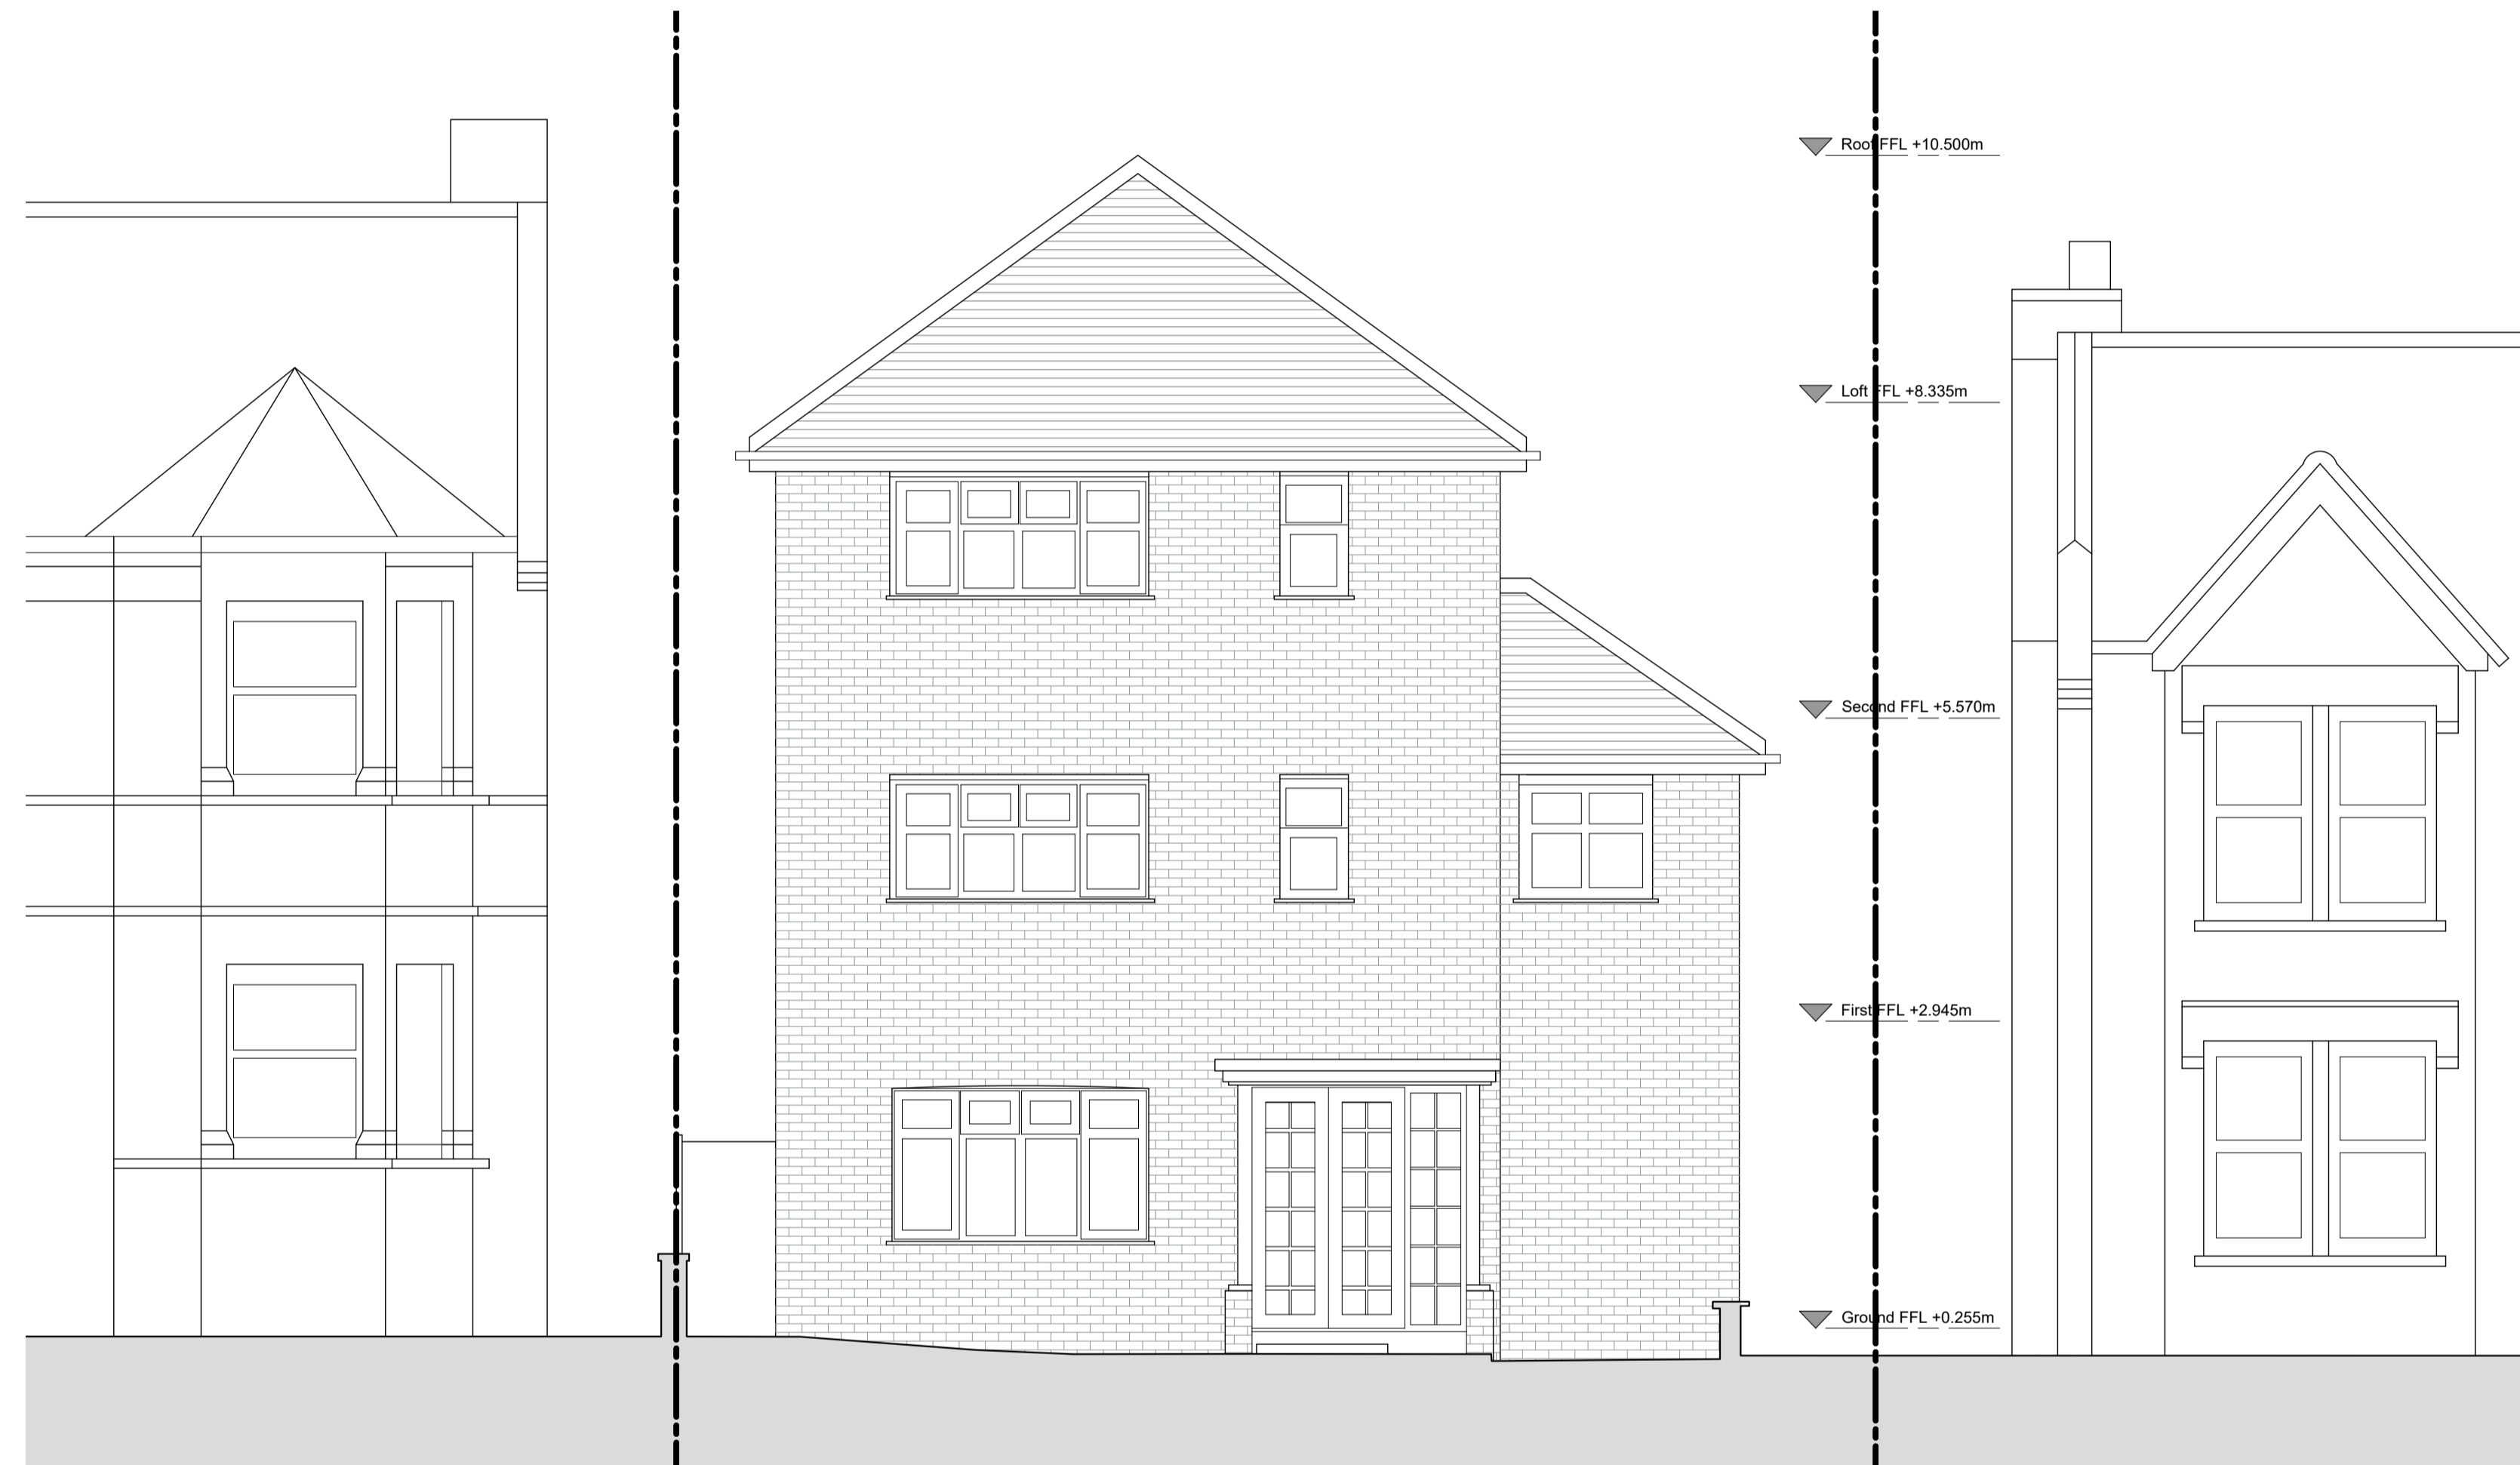 Roof FFL +10.500m
Loft FFL +8.335m
Second FFL +5.570m
First FFL +2.945m
Ground FFL +0.255m